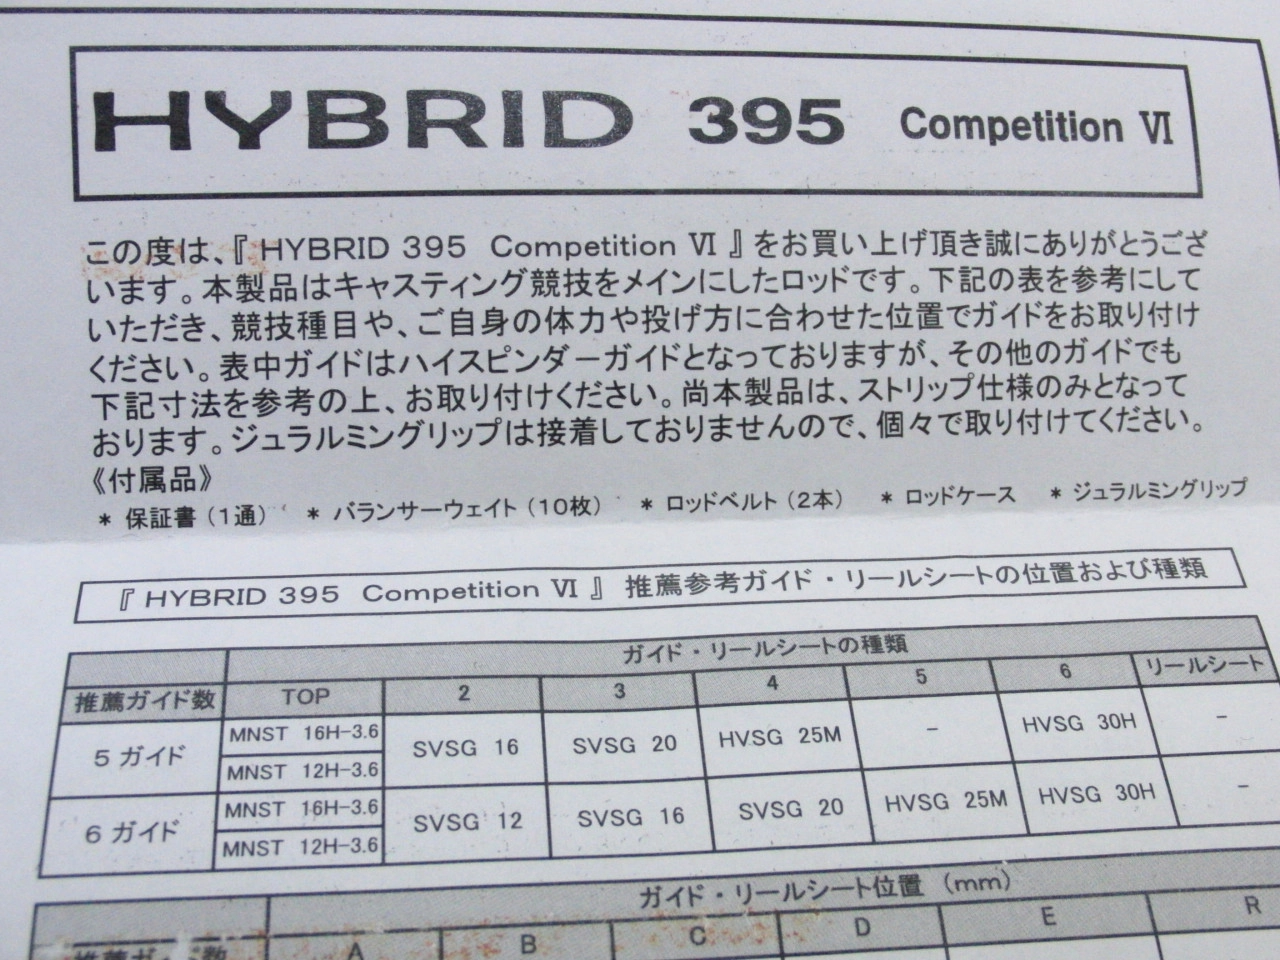 HYBRID 395 Competition Ⅵ
この度は、『 HYBRID 395 Competition Ⅵ 』をお買い上げ頂き誠にありがとうござ
います。本製品はキャスティング競技をメインにしたロッドです。下記の表を参考にして
いただき、競技種目や、ご自身の体力や投げ方に合わせた位置でガイドをお取り付け
ください。表中ガイドはハイスピンダーガイドとなっておりますが、その他のガイドでも
下記寸法を参考の上、お取り付けください。尚本製品は、ストリップ仕様のみとなって
おります。ジュラルミングリップは接着しておりませんので、個々で取り付けてください。
《付属品》
* 保証書（1通） * バランサーウェイト（10枚） * ロッドベルト（2本） * ロッドケース * ジュラルミングリップ
『 HYBRID 395 Competition Ⅵ 』 推薦参考ガイド・リールシートの位置および種類
ガイド・リールシートの種類
推薦ガイド数 TOP 2 3 4 5 6 リールシート
5 ガイド MNST 16H-3.6 SVSG 16 SVSG 20 HVSG 25M － HVSG 30H －
MNST 12H-3.6
6 ガイド MNST 16H-3.6 SVSG 12 SVSG 16 SVSG 20 HVSG 25M HVSG 30H －
MNST 12H-3.6
ガイド・リールシート位置 （mm）
推薦ガイド数 A B C D E R